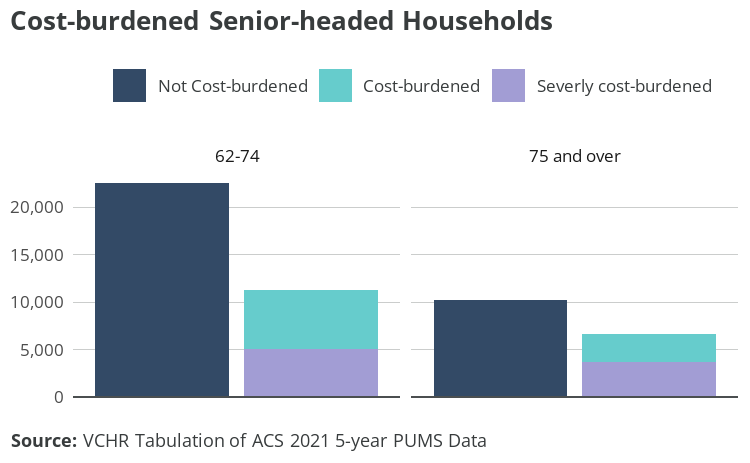 Cost-burdened Senior-headed Households
Not Cost-burdened Cost-burdened Severly cost-burdened
62-74 75 and over
20,000
15,000
10,000
5,000
0
Source: VCHR Tabulation of ACS 2021 5-year PUMS Data